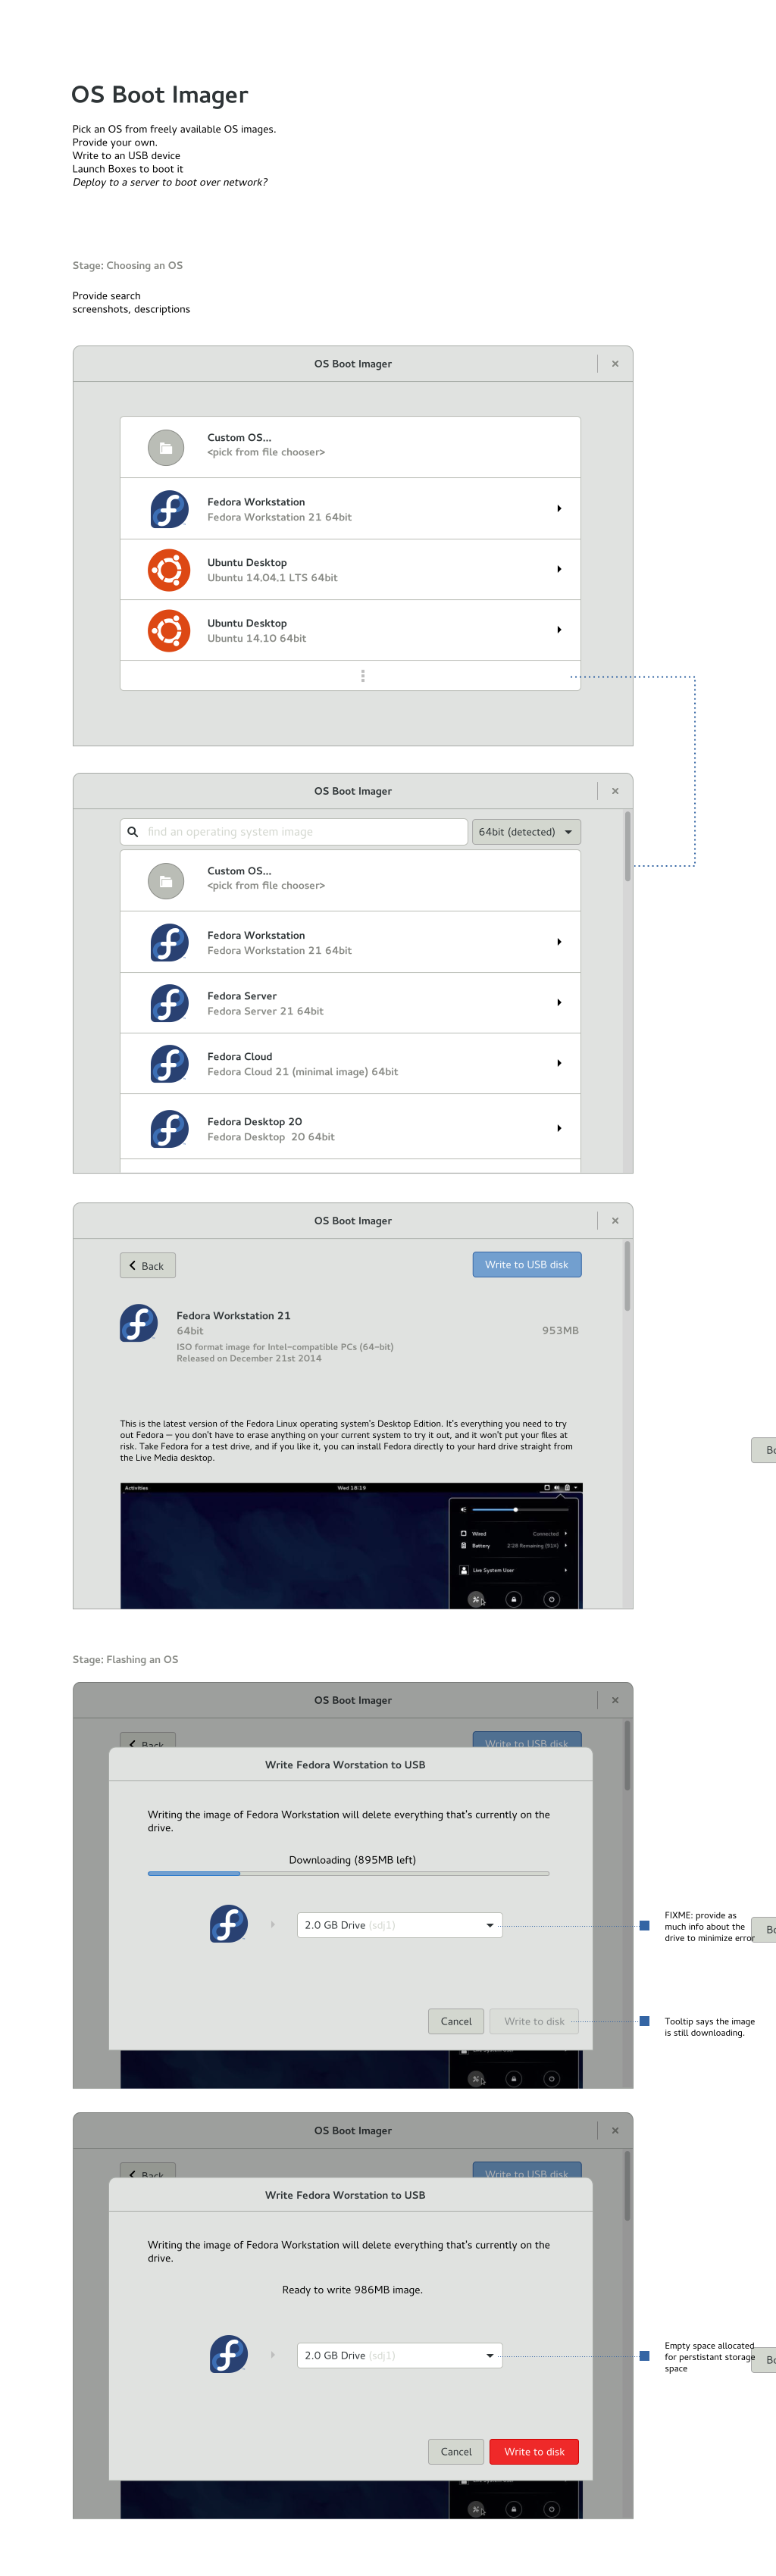 OS Boot Imager
Pick an OS from freely available OS images.
Provide your own.
Write to an USB device
Launch Boxes to boot it
Deploy to a server to boot over network?
Stage: Choosing an OS
Provide search
screenshots, descriptions
OS Boot Imager
Custom OS...
<pick from file chooser>
Fedora Workstation
Fedora Workstation 21 64bit
Ubuntu Desktop
Ubuntu 14.04.1 LTS 64bit
Ubuntu Desktop
Ubuntu 14.10 64bit
OS Boot Imager
find an operating system image
64bit (detected)
Custom OS...
<pick from file chooser>
Fedora Workstation
Fedora Workstation 21 64bit
Fedora Server
Fedora Server 21 64bit
Fedora Cloud
Fedora Cloud 21 (minimal image) 64bit
Fedora Desktop 20
Fedora Desktop 20 64bit
OS Boot Imager
Back
Write to USB disk
Fedora Workstation 21
64bit
953MB
ISO format image for Intel-compatible PCs (64-bit)
Released on December 21st 2014
This is the latest version of the Fedora Linux operating system's Desktop Edition. It's everything you need to try
out Fedora — you don't have to erase anything on your current system to try it out, and it won't put your files at
risk. Take Fedora for a test drive, and if you like it, you can install Fedora directly to your hard drive straight from
the Live Media desktop.
Bo
Activities
Wed 18:19
Wired
Connected
Battery
2:28 Remaining (91%)
Live System User
Stage: Flashing an OS
OS Boot Imager
Back
Write to USB disk
Write Fedora Worstation to USB
Writing the image of Fedora Workstation will delete everything that's currently on the
drive.
Downloading (895MB left)
2.0 GB Drive (sdj1)
FIXME: provide as
much info about the
drive to minimize error
Bo
Cancel
Write to disk
Tooltip says the image
is still downloading.
OS Boot Imager
Back
Write to USB disk
Write Fedora Worstation to USB
Writing the image of Fedora Workstation will delete everything that's currently on the
drive.
Ready to write 986MB image.
2.0 GB Drive (sdj1)
Empty space allocated
for perstistant storage
space
Bo
Cancel
Write to disk